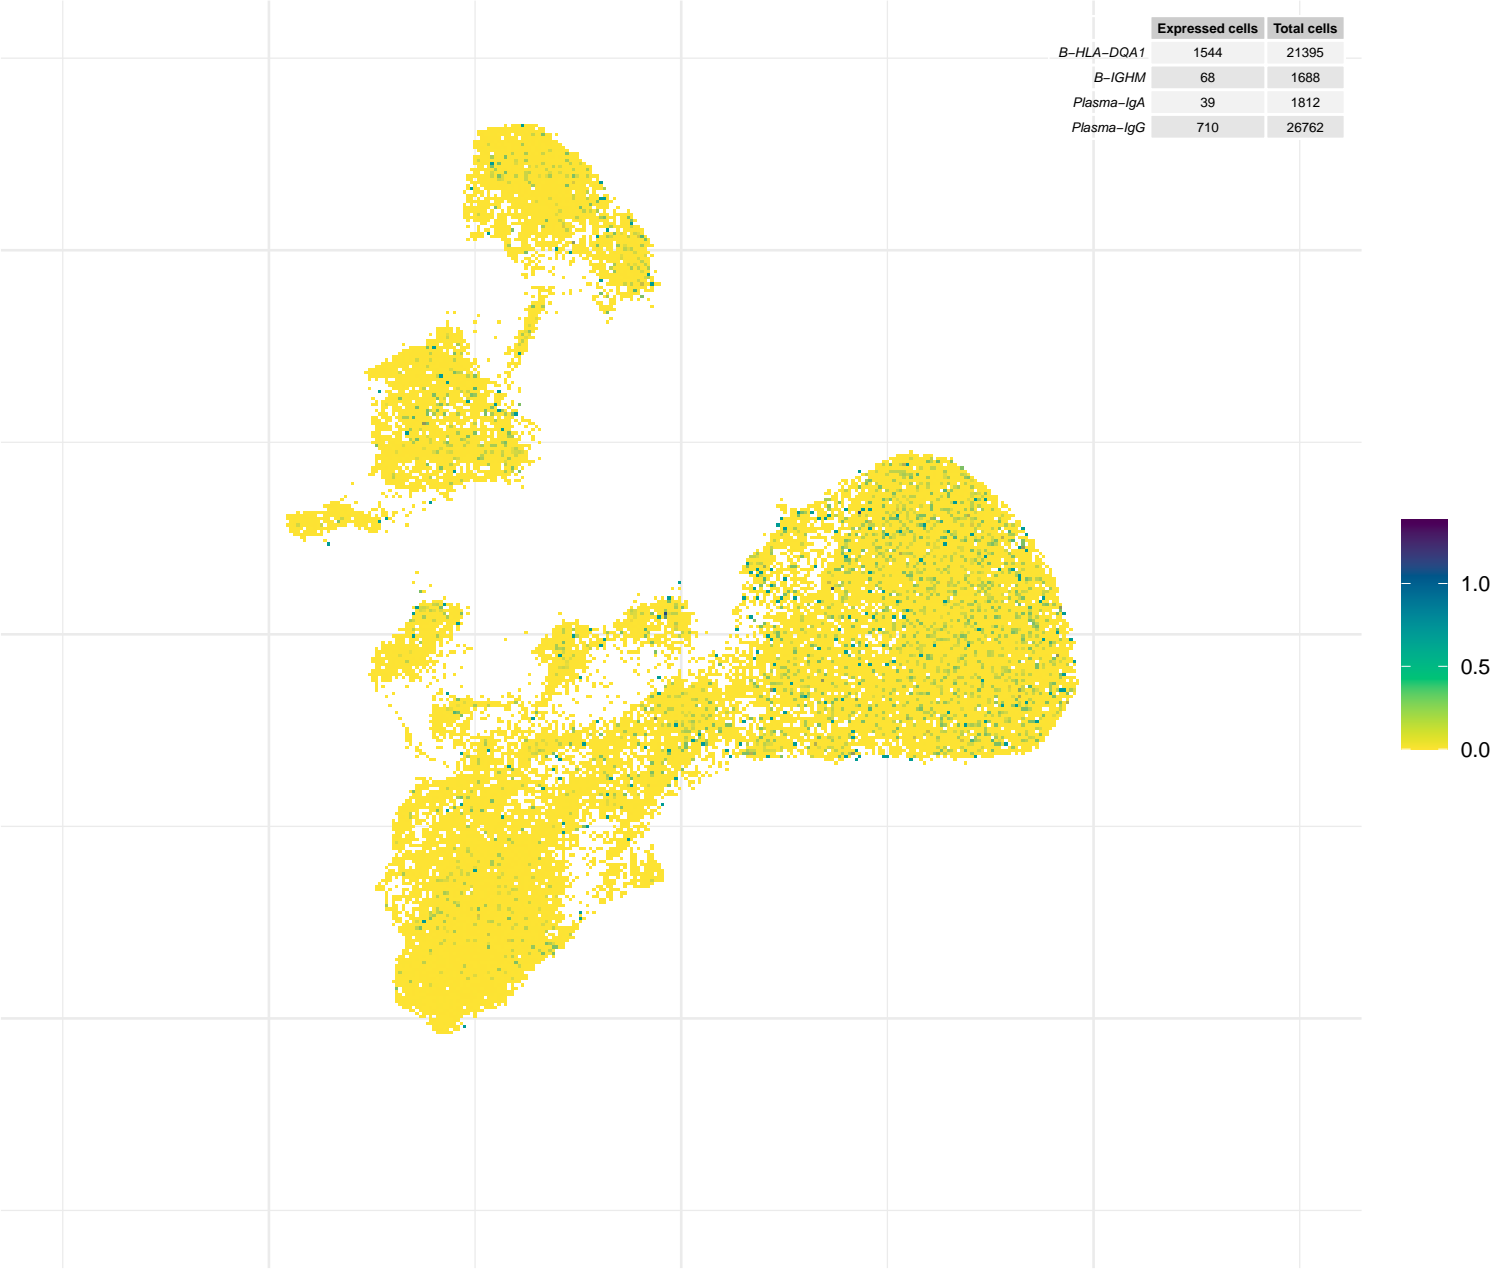 Expressed cells Total cells
B−HLA−DQA1 1544 21395
B−IGHM 68 1688
Plasma−IgA 39 1812
Plasma−IgG 710 26762
1.0
0.5
0.0